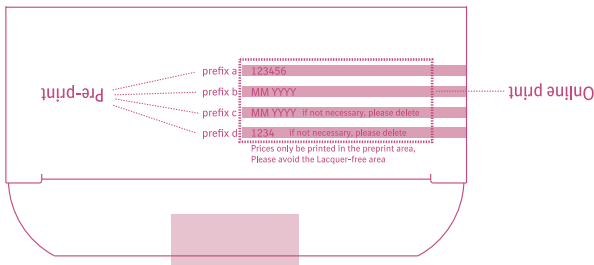 prefix a 123456
prefix b MM YYYY
prefix c MM YYYY if not necessary, please delete
prefix d 1234 if not necessary, please delete
Prices only be printed in the preprint area,
Please avoid the Lacquer-free area
Pre-print
Online print